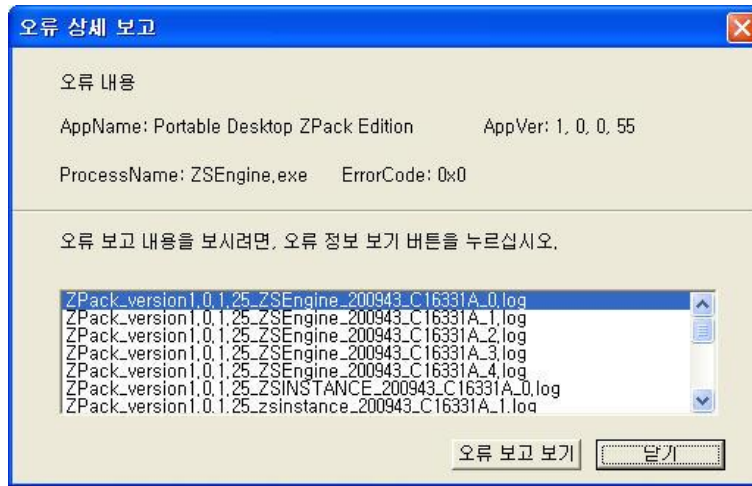 오류 상세 보고
오류 내용
AppName: Portable Desktop ZPack Edition AppVer: 1, 0, 0, 55
ProcessName: ZSEngine,exe ErrorCode: 0x0
오류 보고 내용을 보시려면, 오류 정보 보기 버튼을 누르십시오,
ZPack_version1,0,1,25_ZSEngine_200943_C16331A_0,log
ZPack_version1,0,1,25_ZSEngine_200943_C16331A_1,log
ZPack_version1,0,1,25_ZSEngine_200943_C16331A_2,log
ZPack_version1,0,1,25_ZSEngine_200943_C16331A_3,log
ZPack_version1,0,1,25_ZSEngine_200943_C16331A_4,log
ZPack_version1,0,1,25_ZSINSTANCE_200943_C16331A_0,log
ZPack_version1,0,1,25_zsinstance_200943_C16331A_1,log
오류 보고 보기 닫기